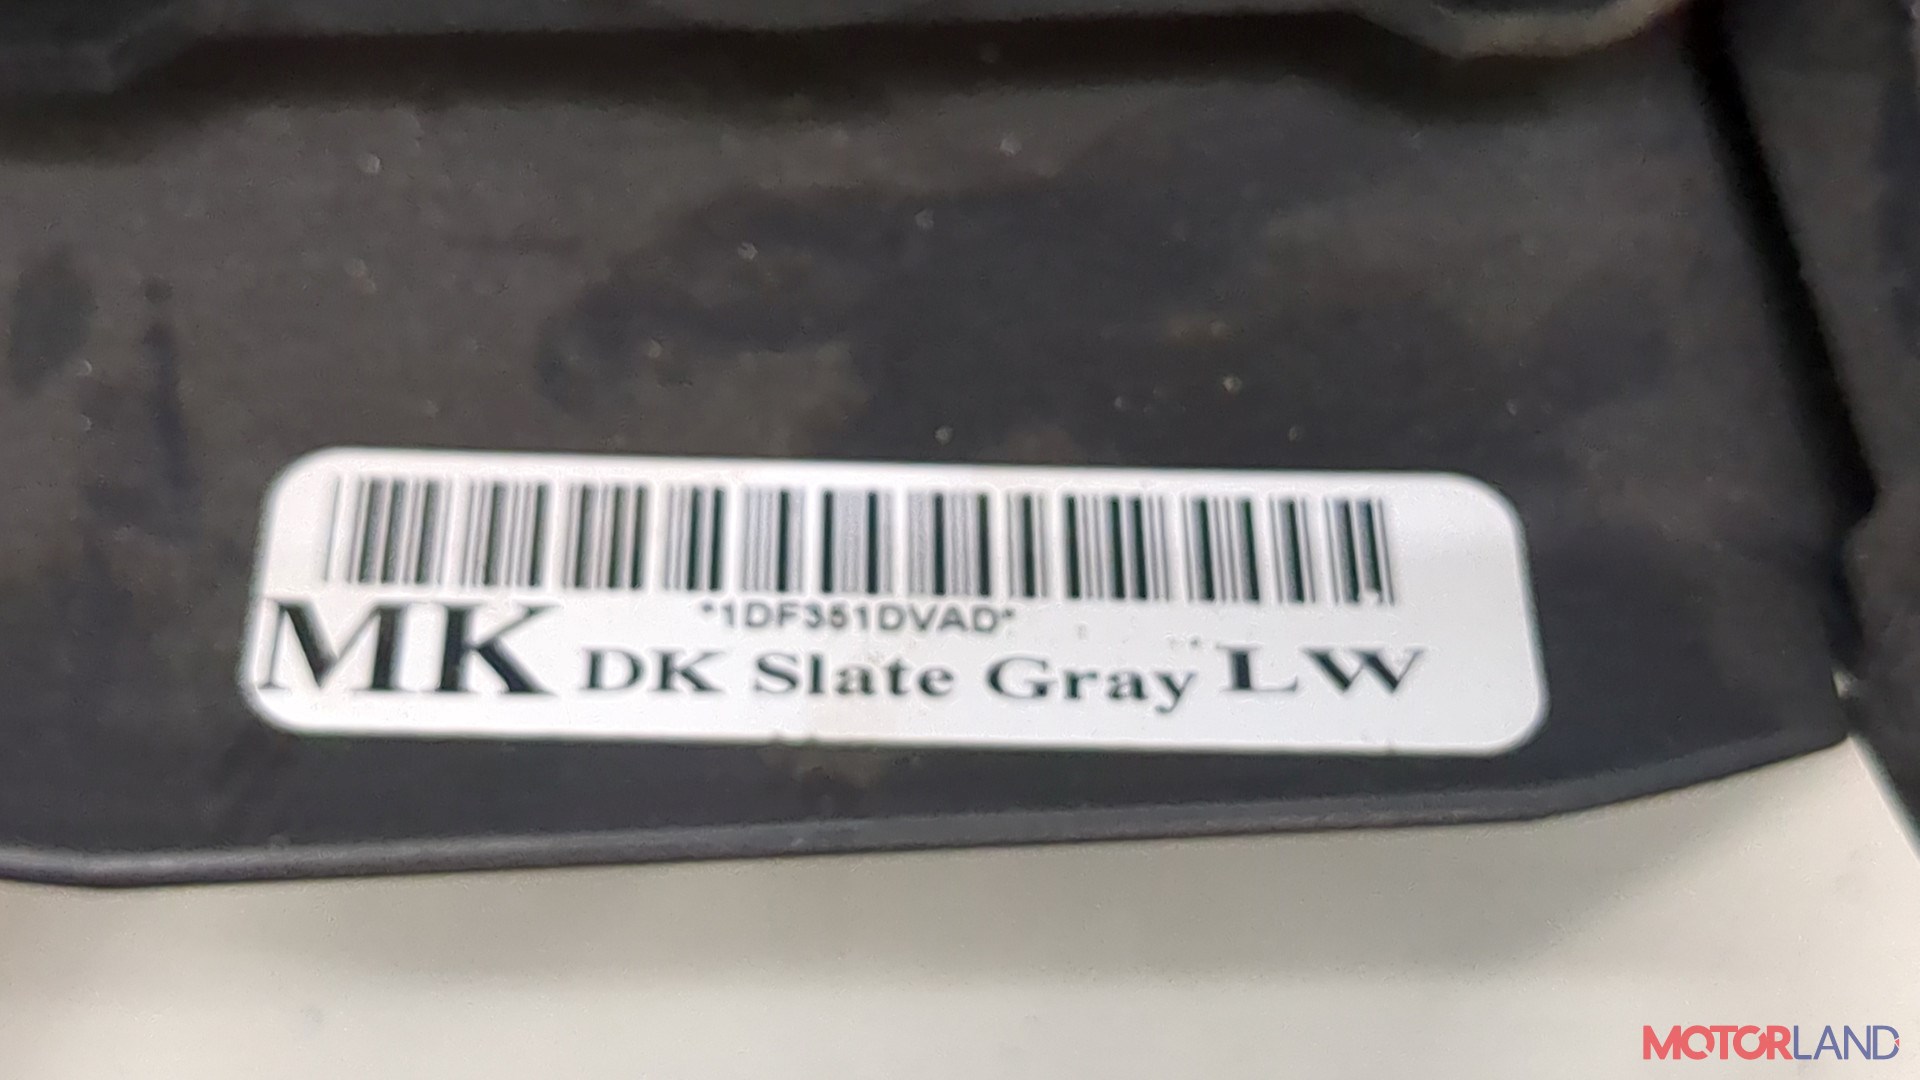 *1DF351DVAD*
MK DK Slate Gray LW
MOTORLAND